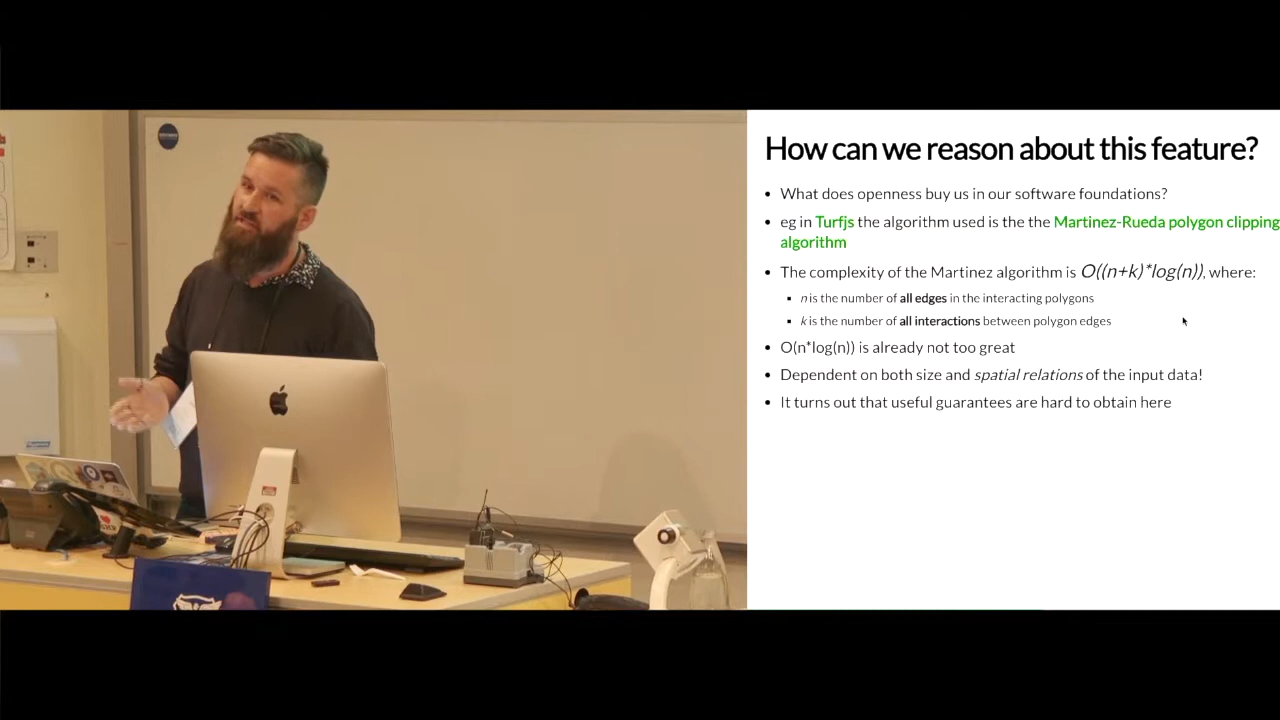 How can we reason about this feature?
• What does openness buy us in our software foundations?
• eg in Turfjs the algorithm used is the the Martinez-Rueda polygon clipping
algorithm
• The complexity of the Martinez algorithm is O((n+k)*log(n)), where:
▪ n is the number of all edges in the interacting polygons
▪ k is the number of all interactions between polygon edges
• O(n*log(n)) is already not too great
• Dependent on both size and spatial relations of the input data!
• It turns out that useful guarantees are hard to obtain here